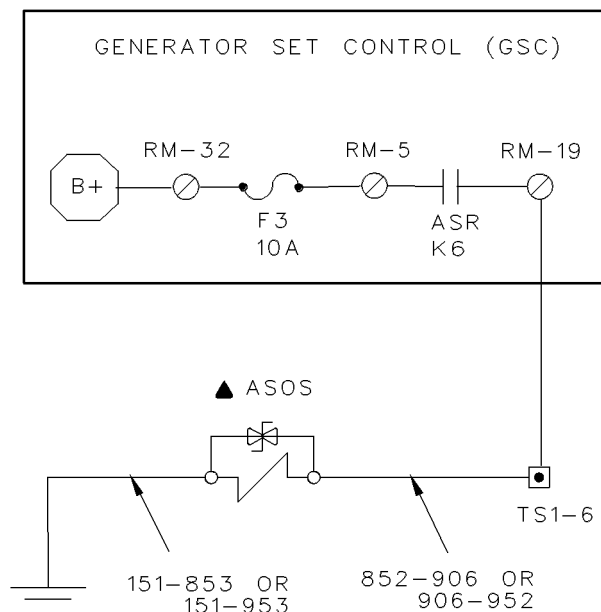 GENERATOR SET CONTROL (GSC)
RM-32
RM-5
RM-19
B+
F3
10A
ASR
K6
▲ ASOS
TS1-6
151-853 OR
151-953
852-906 OR
906-952